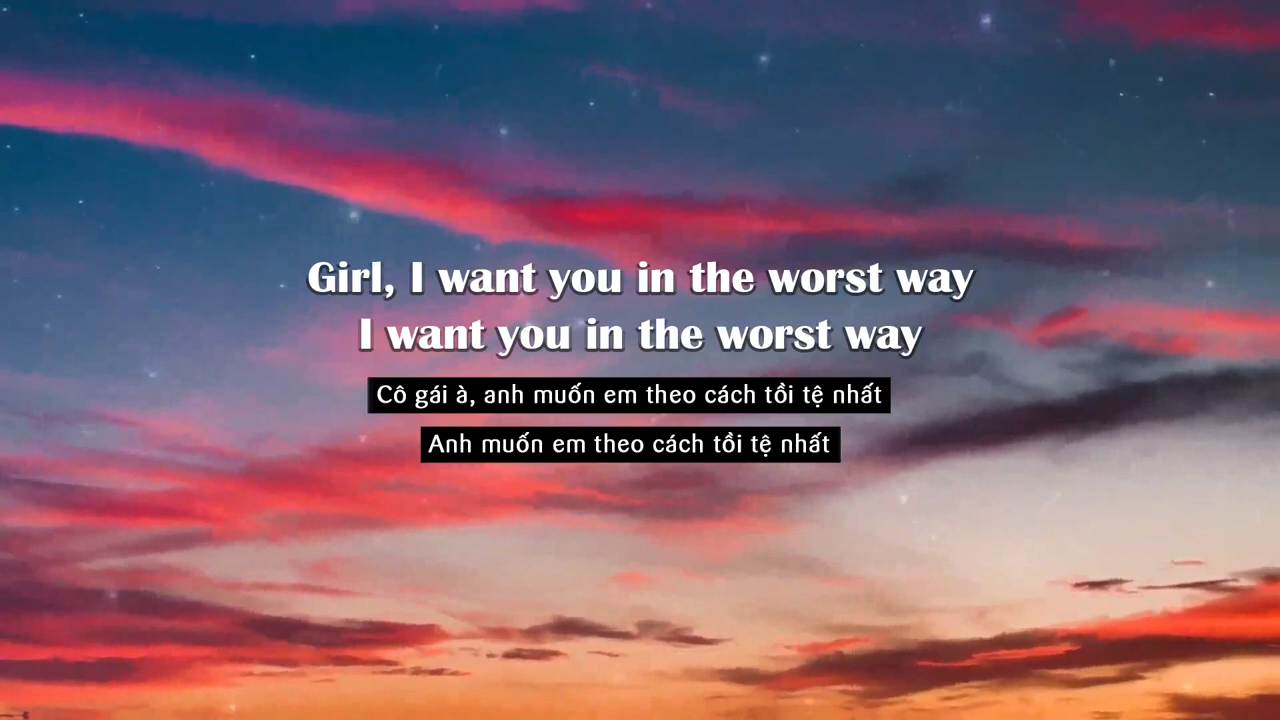 Girl, I want you in the worst way
I want you in the worst way
Cô gái à, anh muốn em theo cách tồi tệ nhất
Anh muốn em theo cách tồi tệ nhất